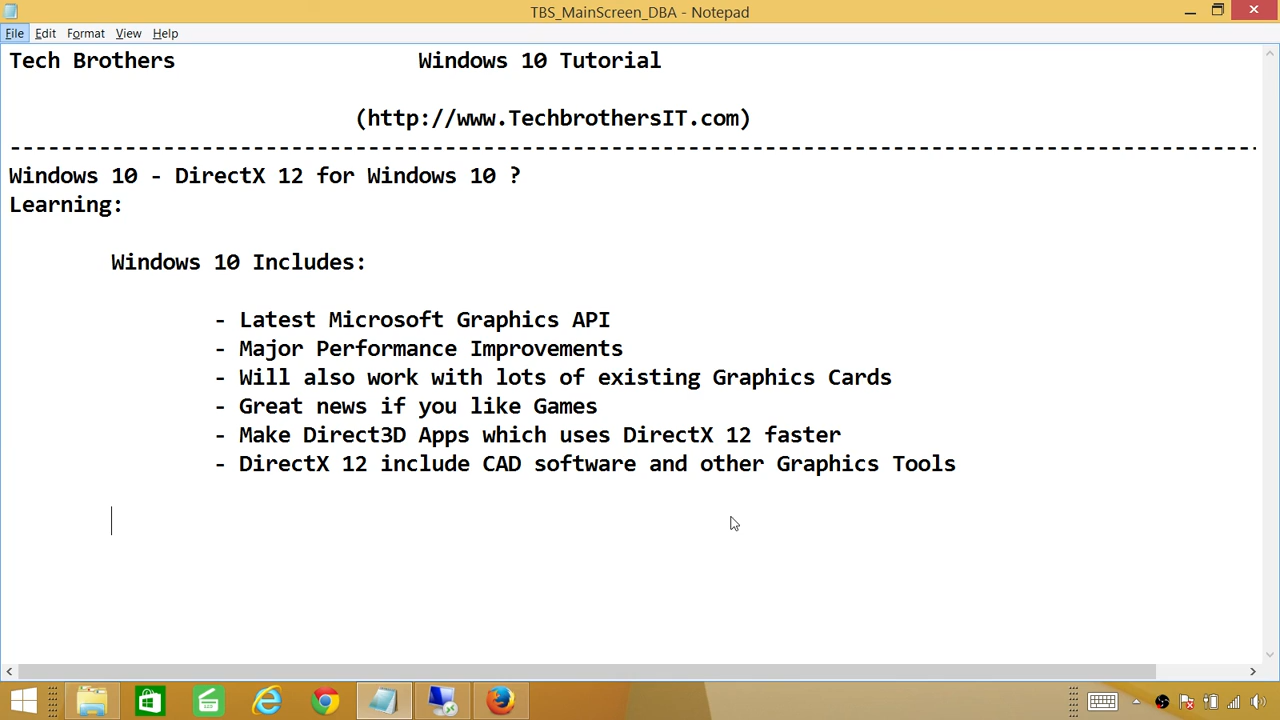 TBS_MainScreen_DBA - Notepad
File Edit Format View Help
Tech Brothers Windows 10 Tutorial
(http://www.TechbrothersIT.com)
Windows 10 - DirectX 12 for Windows 10 ?
Learning:
Windows 10 Includes:
- Latest Microsoft Graphics API
- Major Performance Improvements
- Will also work with lots of existing Graphics Cards
- Great news if you like Games
- Make Direct3D Apps which uses DirectX 12 faster
- DirectX 12 include CAD software and other Graphics Tools